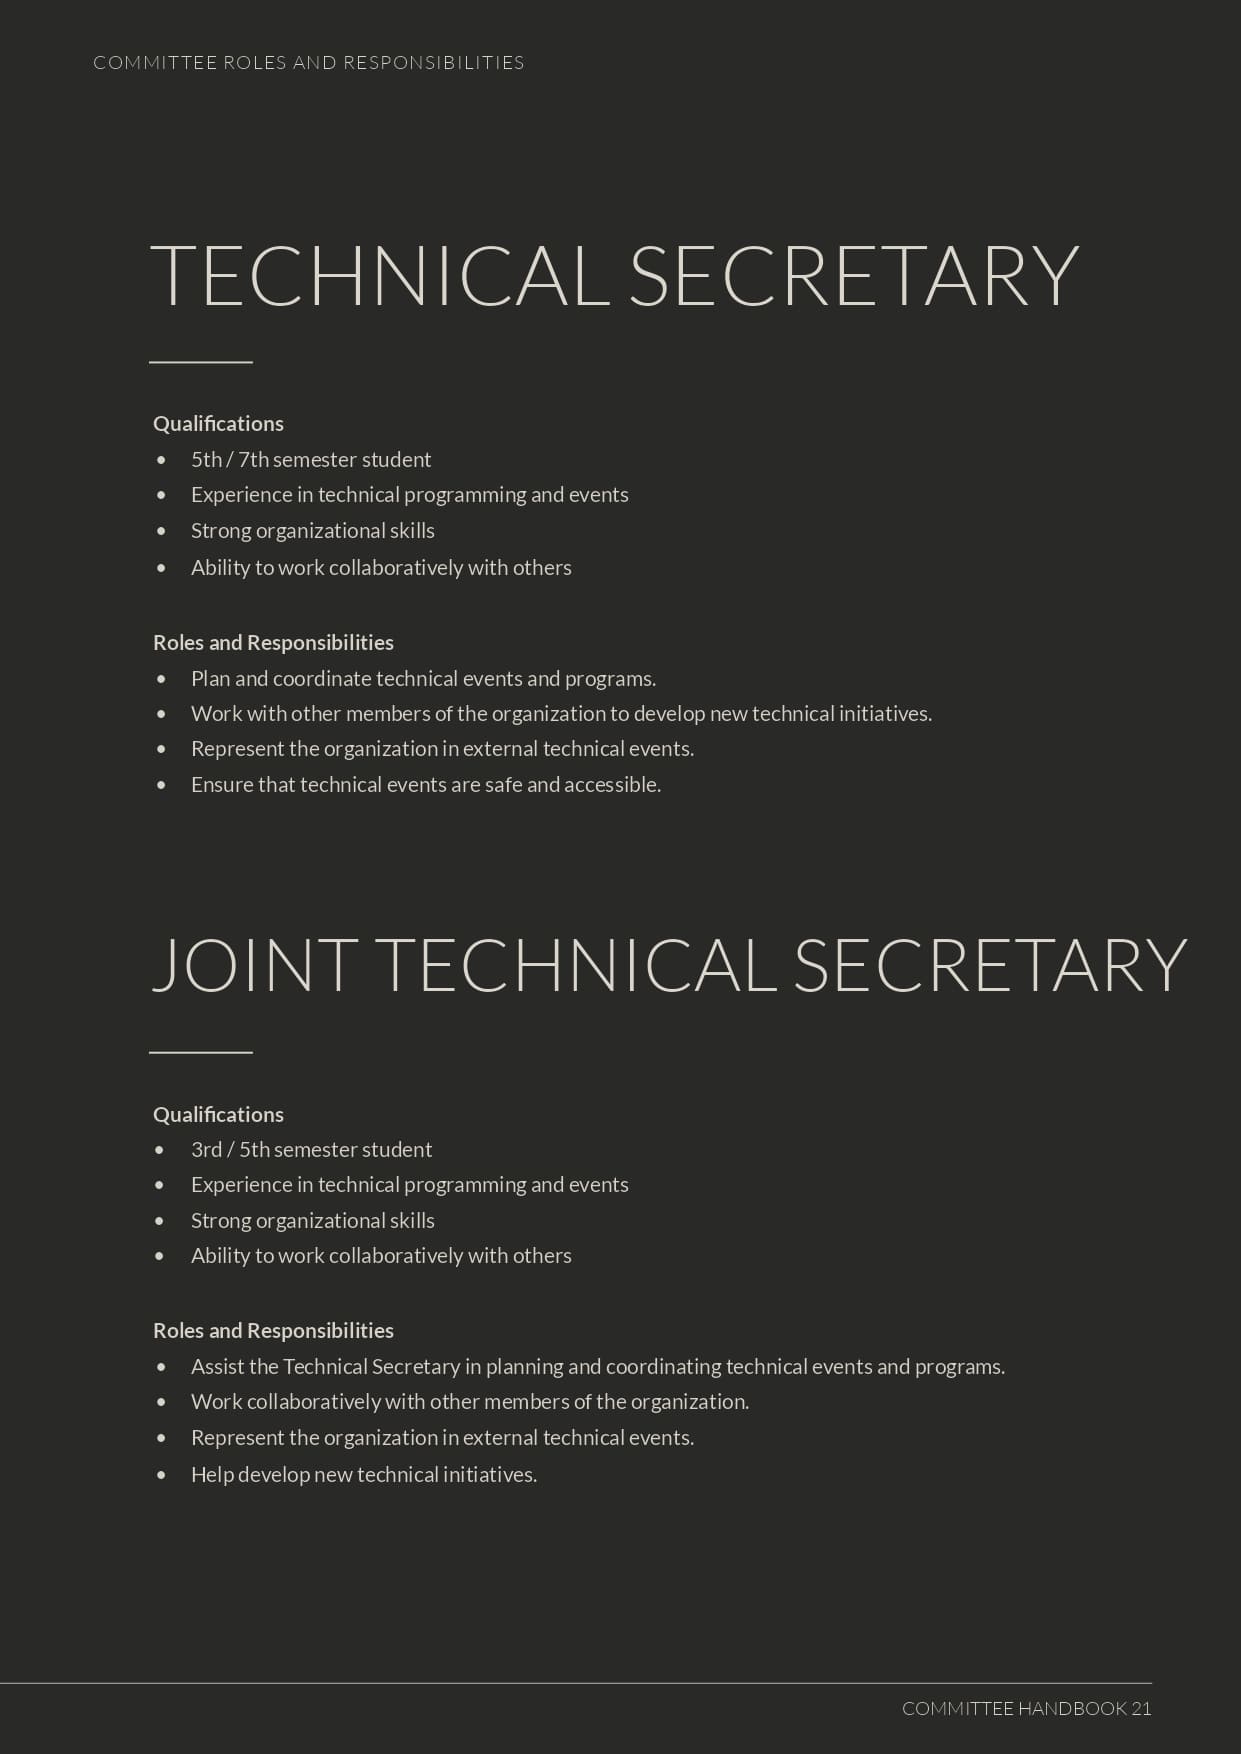 COMMITTEE ROLES AND RESPONSIBILITIES
TECHNICAL SECRETARY
Qualifications
• 5th / 7th semester student
• Experience in technical programming and events
• Strong organizational skills
• Ability to work collaboratively with others
Roles and Responsibilities
• Plan and coordinate technical events and programs.
• Work with other members of the organization to develop new technical initiatives.
• Represent the organization in external technical events.
• Ensure that technical events are safe and accessible.
JOINT TECHNICAL SECRETARY
Qualifications
• 3rd / 5th semester student
• Experience in technical programming and events
• Strong organizational skills
• Ability to work collaboratively with others
Roles and Responsibilities
• Assist the Technical Secretary in planning and coordinating technical events and programs.
• Work collaboratively with other members of the organization.
• Represent the organization in external technical events.
• Help develop new technical initiatives.
COMMITTEE HANDBOOK 21